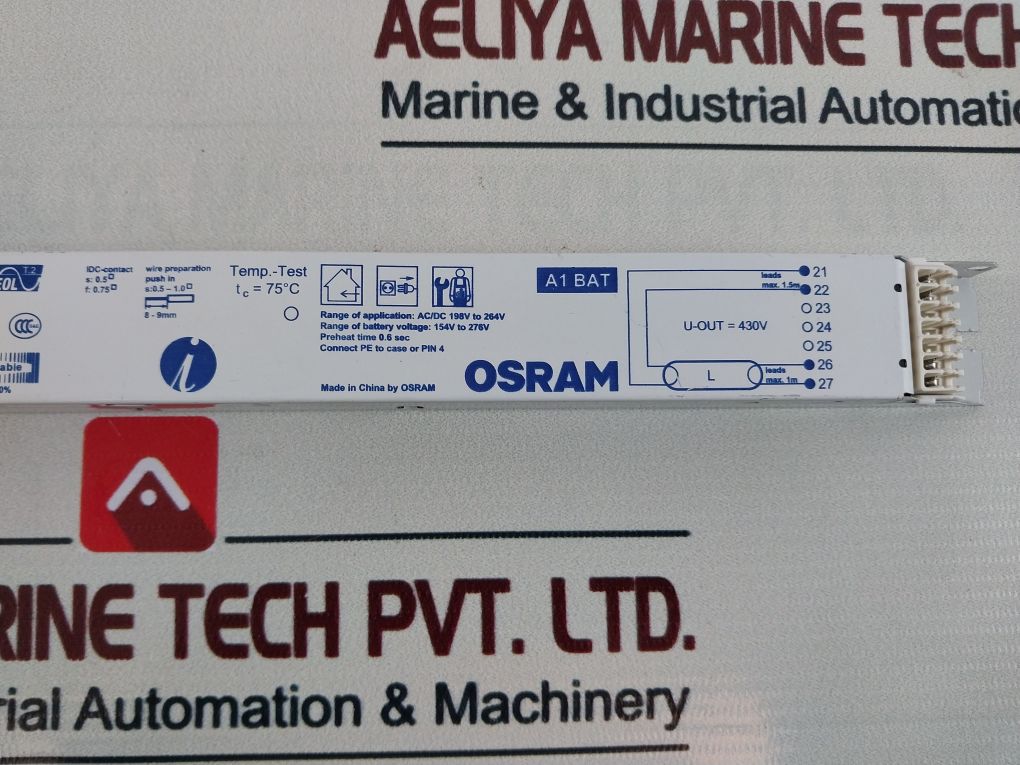 AELIYA MARINE TECH
Marine & Industrial Automatio
EOL T.2
IDC-contact
s: 0.5
f: 0.75
wire preparation
push in
s:0.5 – 1.0
8 - 9mm
Temp.-Test
tc = 75°C
Range of application: AC/DC 198V to 264V
Range of battery voltage: 154V to 276V
Preheat time 0.6 sec
Connect PE to case or PIN 4
Made in China by OSRAM
OSRAM
A1 BAT
U-OUT = 430V
L
leads
max. 1.5m
leads
max. 1m
21
22
23
24
25
26
27
able
0%
i
RINE TECH PVT. LTD.
rial Automation & Machinery